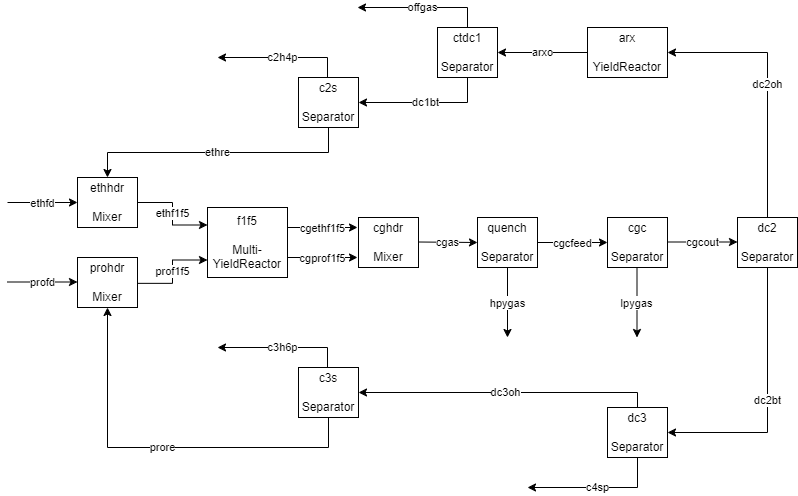 offgas
ctdc1
Separator
arxo
arx
YieldReactor
c2h4p
c2s
Separator
dc1bt
dc2oh
ethre
ethfd
ethhdr
Mixer
ethf1f5
f1f5
Multi-
YieldReactor
cgethf1f5
cgprof1f5
cghdr
Mixer
cgas
quench
Separator
cgcfeed
cgc
Separator
cgcout
dc2
Separator
profd
prohdr
Mixer
prof1f5
hpygas
lpygas
c3h6p
c3s
Separator
dc3oh
dc2bt
dc3
Separator
prore
c4sp